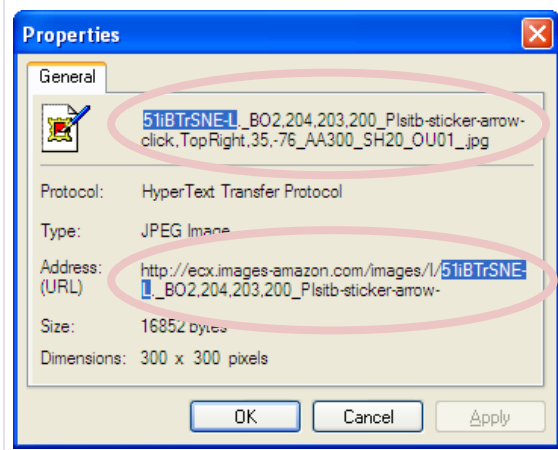 Properties
General
51iBTrSNE-L._BO2,204,203,200_PIsitb-sticker-arrow-
click,TopRight,35,-76_AA300_SH20_OU01_.jpg
Protocol: HyperText Transfer Protocol
Type: JPEG Image
Address: http://ecx.images-amazon.com/images/I/51iBTrSNE-
(URL) L._BO2,204,203,200_PIsitb-sticker-arrow-
Size: 16852 bytes
Dimensions: 300 x 300 pixels
OK Cancel Apply